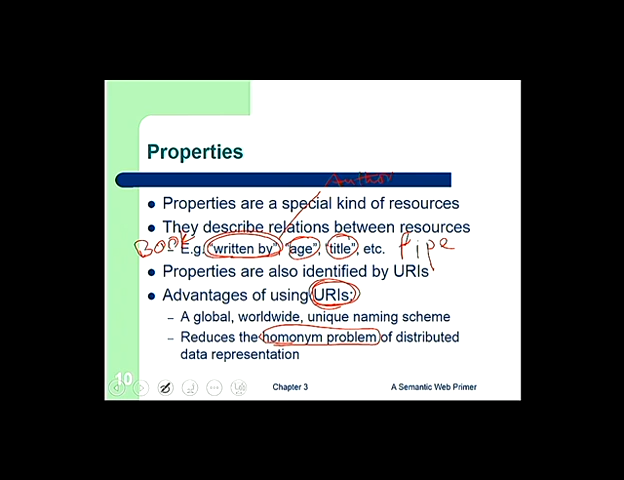 Properties
Author
Properties are a special kind of resources
They describe relations between resources
BOOK
– E.g. "written by", "age", "title", etc.
Pipe
Properties are also identified by URIs
Advantages of using URIs:
– A global, worldwide, unique naming scheme
– Reduces the homonym problem of distributed
data representation
10
Chapter 3
A Semantic Web Primer